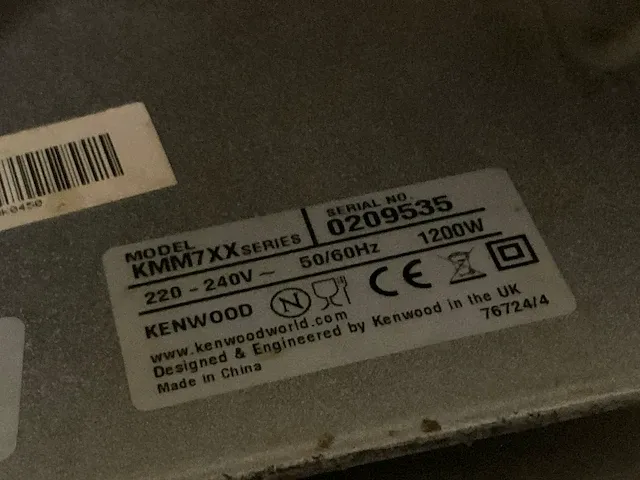 MODEL
KMM7XX SERIES
SERIAL NO.
0209535
220 - 240V ~ 50/60Hz 1200W
KENWOOD
N
CE
www.kenwoodworld.com
Designed & Engineered by Kenwood in the UK
Made in China
76724/4